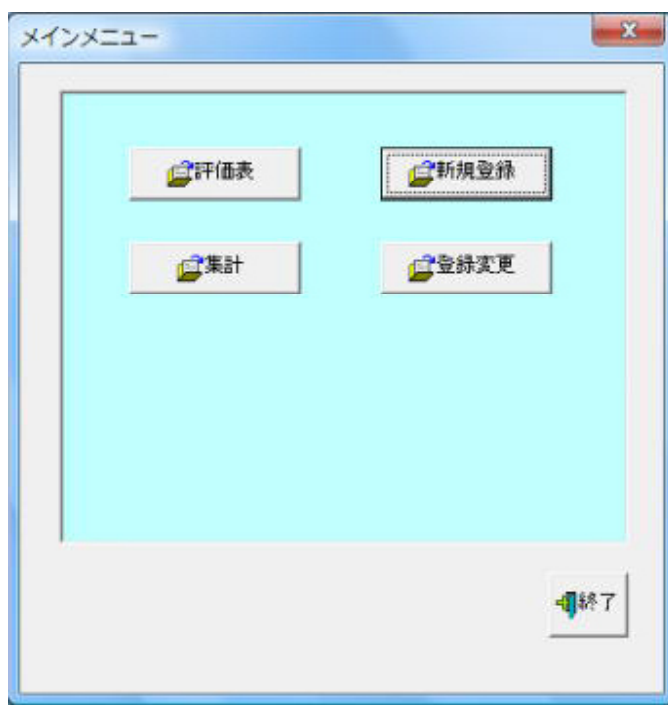 メインメニュー
評価表
新規登録
集計
登録変更
終了